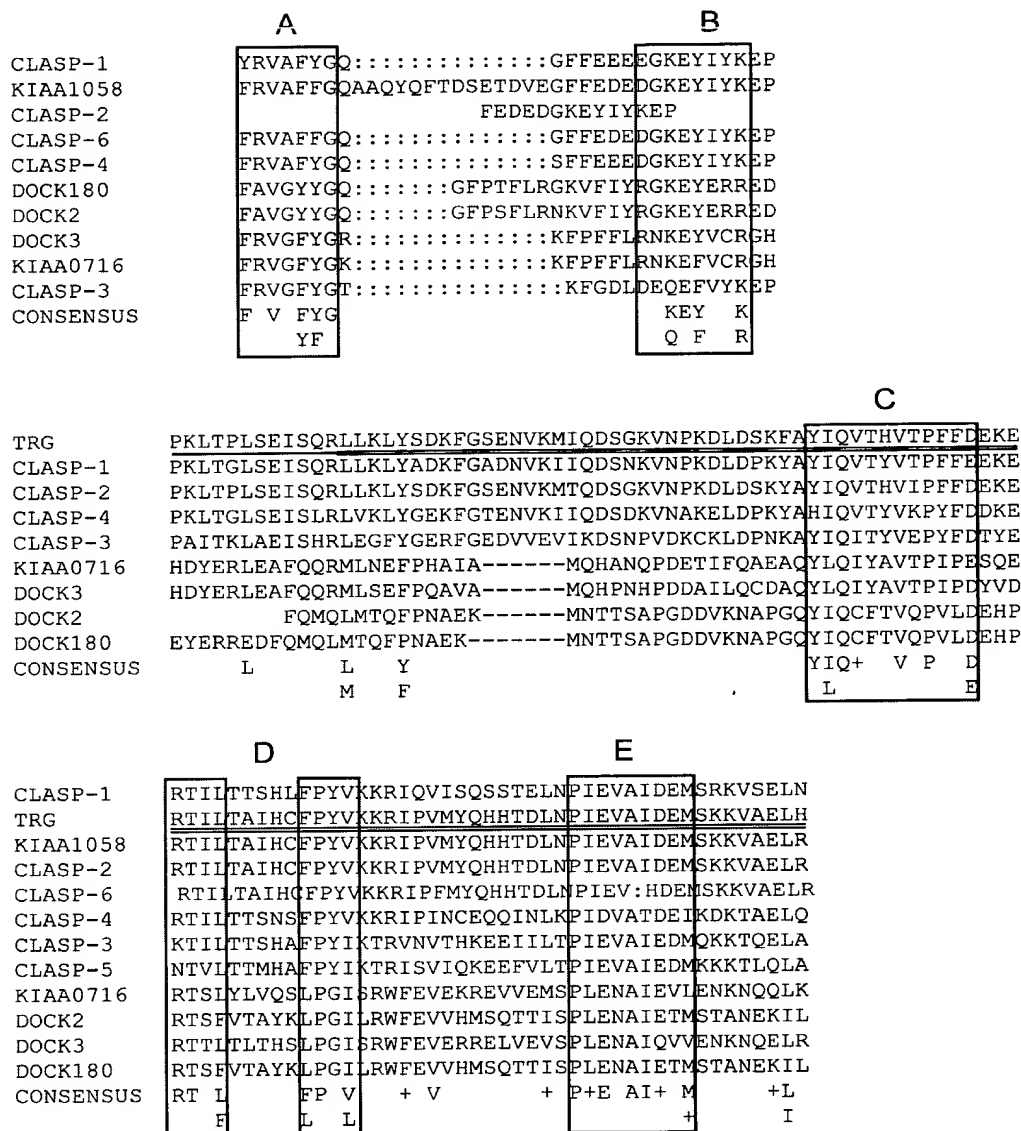 A B
CLASP-1 YRVAFYGQ::::::::::::::GFFEEEEGKEYIYKEP
KIAA1058 FRVAFFGQAAQYQFTDSETDVEGFFEDEDGKEYIYKEP
CLASP-2 FEDEDGKEYIYKEP
CLASP-6 FRVAFFGQ::::::::::::::GFFEDEDGKEYIYKEP
CLASP-4 FRVAFYGQ::::::::::::::SFFEEEDGKEYIYKEP
DOCK180 FAVGYYGQ:::::::GFPTFLRGKVFIYRGKEYERRED
DOCK2 FAVGYYGQ:::::::GFPSFLRNKVFIYRGKEYERRED
DOCK3 FRVGFYGR::::::::::::::KFPFFLRNKEYVCRGH
KIAA0716 FRVGFYGK::::::::::::::KFPFFLRNKEFVCRGH
CLASP-3 FRVGFYGT:::::::::::::::KFGDLDEQEFVYKEP
CONSENSUS F V FYG KEY K
YF Q F R
C
TRG PKLTPLSEISQRLLKLYSDKFGSENVKMIQDSGKVNPKDLDSKFAYIQVTHVTPFFDEKE
CLASP-1 PKLTGLSEISQRLLKLYADKFGADNVKIIQDSNKVNPKDLDPKYAYIQVTYVTPFFEEKE
CLASP-2 PKLTPLSEISQRLLKLYSDKFGSENVKMTQDSGKVNPKDLDSKYAYIQVTHVIPFFDEKE
CLASP-4 PKLTGLSEISLRLVKLYGEKFGTENVKIIQDSDKVNAKELDPKYAHIQVTYVKPYFDDKE
CLASP-3 PAITKLAEISHRLEGFYGERFGEDVVEVIKDSNPVDKCKLDPNKAYIQITYVEPYFDTYE
KIAA0716 HDYERLEAFQQRMLNEFPHAIA------MQHANQPDETIFQAEAQYLQIYAVTPIPESQE
DOCK3 HDYERLEAFQQRMLSEFPQAVA------MQHPNHPDDAILQCDAQYLQIYAVTPIPDYVD
DOCK2 FQMQLMTQFPNAEK-------MNTTSAPGDDVKNAPGQYIQCFTVQPVLDEHP
DOCK180 EYERREDFQMQLMTQFPNAEK-------MNTTSAPGDDVKNAPGQYIQCFTVQPVLDEHP
CONSENSUS L L Y YIQ+ V P D
M F L E
D E
CLASP-1 RTILTTSHLFPYVKKRIQVISQSSTELNPIEVAIDEMSRKVSELN
TRG RTILTAIHCFPYVKKRIPVMYQHHTDLNPIEVAIDEMSKKVAELH
KIAA1058 RTILTAIHCFPYVKKRIPVMYQHHTDLNPIEVAIDEMSKKVAELR
CLASP-2 RTILTAIHCFPYVKKRIPVMYQHHTDLNPIEVAIDEMSKKVAELR
CLASP-6 RTILTAIHCFPYVKKRIPFMYQHHTDLNPIEV:HDEMSKKVAELR
CLASP-4 RTILTTSNSFPYVKKRIPINCEQQINLKPIDVATDEIKDKTAELQ
CLASP-3 KTILTTSHAFPYIKTRVNVTHKEEIILTPIEVAIEDMQKKTQELA
CLASP-5 NTVLTTMHAFPYIKTRISVIQKEEFVLTPIEVAIEDMKKKTLQLA
KIAA0716 RTSLYLVQSLPGISRWFEVEKREVVEMSPLENAIEVLENKNQQLK
DOCK2 RTSFVTAYKLPGILRWFEVVHMSQTTISPLENAIETMSTANEKIL
DOCK3 RTTLTLTHSLPGISRWFEVERRELVEVSPLENAIQVVENKNQELR
DOCK180 RTSFVTAYKLPGILRWFEVVHMSQTTISPLENAIETMSTANEKIL
CONSENSUS RT L FP V + V + P+E AI+ M +L
F L L + I